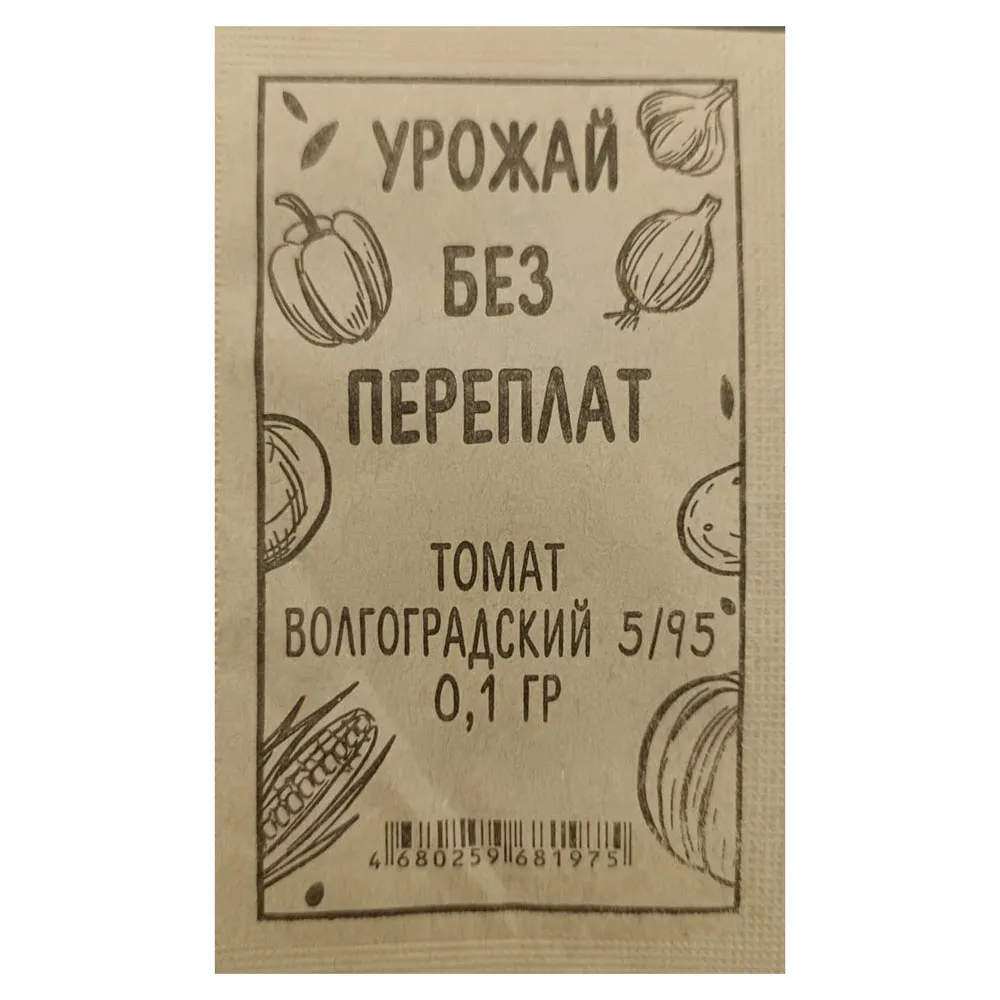 УРОЖАЙ
БЕЗ
ПЕРЕПЛАТ
ТОМАТ
ВОЛГОГРАДСКИЙ 5/95
0,1 ГР
4 680259 681975